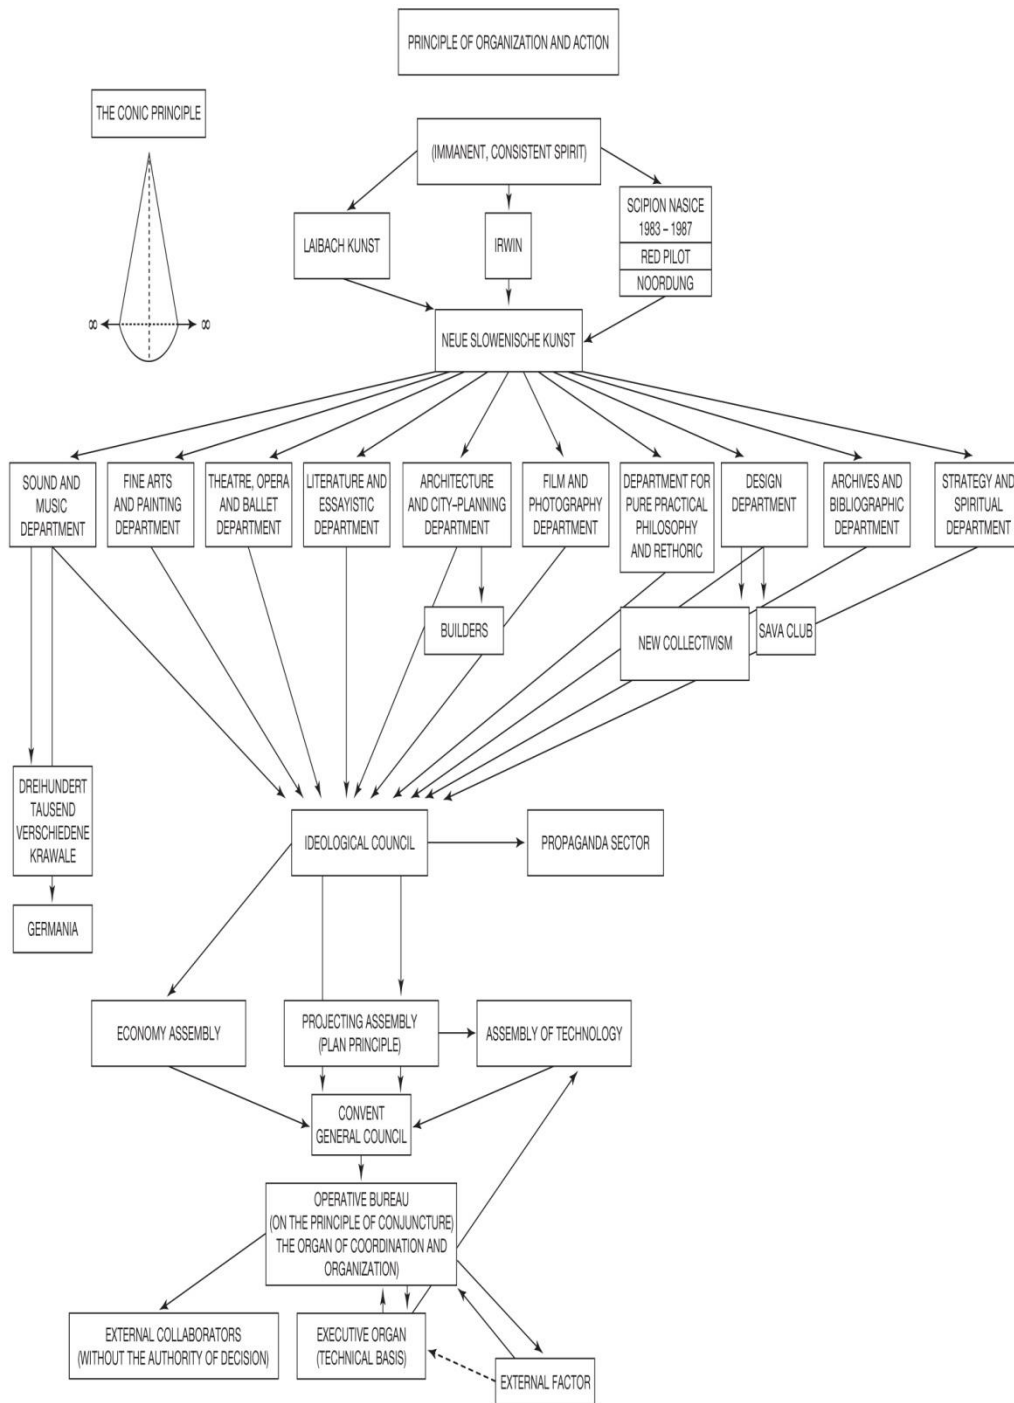 PRINCIPLE OF ORGANIZATION AND ACTION
THE CONIC PRINCIPLE
∞
∞
(IMMANENT, CONSISTENT SPIRIT)
LAIBACH KUNST
IRWIN
SCIPION NASICE
1983 – 1987
RED PILOT
NOORDUNG
NEUE SLOWENISCHE KUNST
SOUND AND
MUSIC
DEPARTMENT
FINE ARTS
AND PAINTING
DEPARTMENT
THEATRE, OPERA
AND BALLET
DEPARTMENT
LITERATURE AND
ESSAYISTIC
DEPARTMENT
ARCHITECTURE
AND CITY–PLANNING
DEPARTMENT
FILM AND
PHOTOGRAPHY
DEPARTMENT
DEPARTMENT FOR
PURE PRACTICAL
PHILOSOPHY
AND RETHORIC
DESIGN
DEPARTMENT
ARCHIVES AND
BIBLIOGRAPHIC
DEPARTMENT
STRATEGY AND
SPIRITUAL
DEPARTMENT
BUILDERS
NEW COLLECTIVISM
SAVA CLUB
DREIHUNDERT
TAUSEND
VERSCHIEDENE
KRAWALE
GERMANIA
IDEOLOGICAL COUNCIL
PROPAGANDA SECTOR
ECONOMY ASSEMBLY
PROJECTING ASSEMBLY
(PLAN PRINCIPLE)
ASSEMBLY OF TECHNOLOGY
CONVENT
GENERAL COUNCIL
OPERATIVE BUREAU
(ON THE PRINCIPLE OF CONJUNCTURE)
THE ORGAN OF COORDINATION AND
ORGANIZATION)
EXTERNAL COLLABORATORS
(WITHOUT THE AUTHORITY OF DECISION)
EXECUTIVE ORGAN
(TECHNICAL BASIS)
EXTERNAL FACTOR